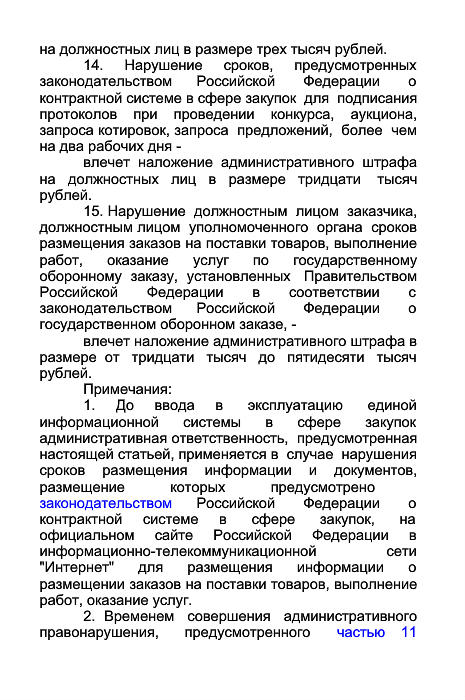 на должностных лиц в размере трех тысяч рублей.
14. Нарушение сроков, предусмотренных
законодательством Российской Федерации о
контрактной системе в сфере закупок для подписания
протоколов при проведении конкурса, аукциона,
запроса котировок, запроса предложений, более чем
на два рабочих дня -
влечет наложение административного штрафа
на должностных лиц в размере тридцати тысяч
рублей.
15. Нарушение должностным лицом заказчика,
должностным лицом уполномоченного органа сроков
размещения заказов на поставки товаров, выполнение
работ, оказание услуг по государственному
оборонному заказу, установленных Правительством
Российской Федерации в соответствии с
законодательством Российской Федерации о
государственном оборонном заказе, -
влечет наложение административного штрафа в
размере от тридцати тысяч до пятидесяти тысяч
рублей.
Примечания:
1. До ввода в эксплуатацию единой
информационной системы в сфере закупок
административная ответственность, предусмотренная
настоящей статьей, применяется в случае нарушения
сроков размещения информации и документов,
размещение которых предусмотрено
законодательством Российской Федерации о
контрактной системе в сфере закупок, на
официальном сайте Российской Федерации в
информационно-телекоммуникационной сети
"Интернет" для размещения информации о
размещении заказов на поставки товаров, выполнение
работ, оказание услуг.
2. Временем совершения административного
правонарушения, предусмотренного частью 11